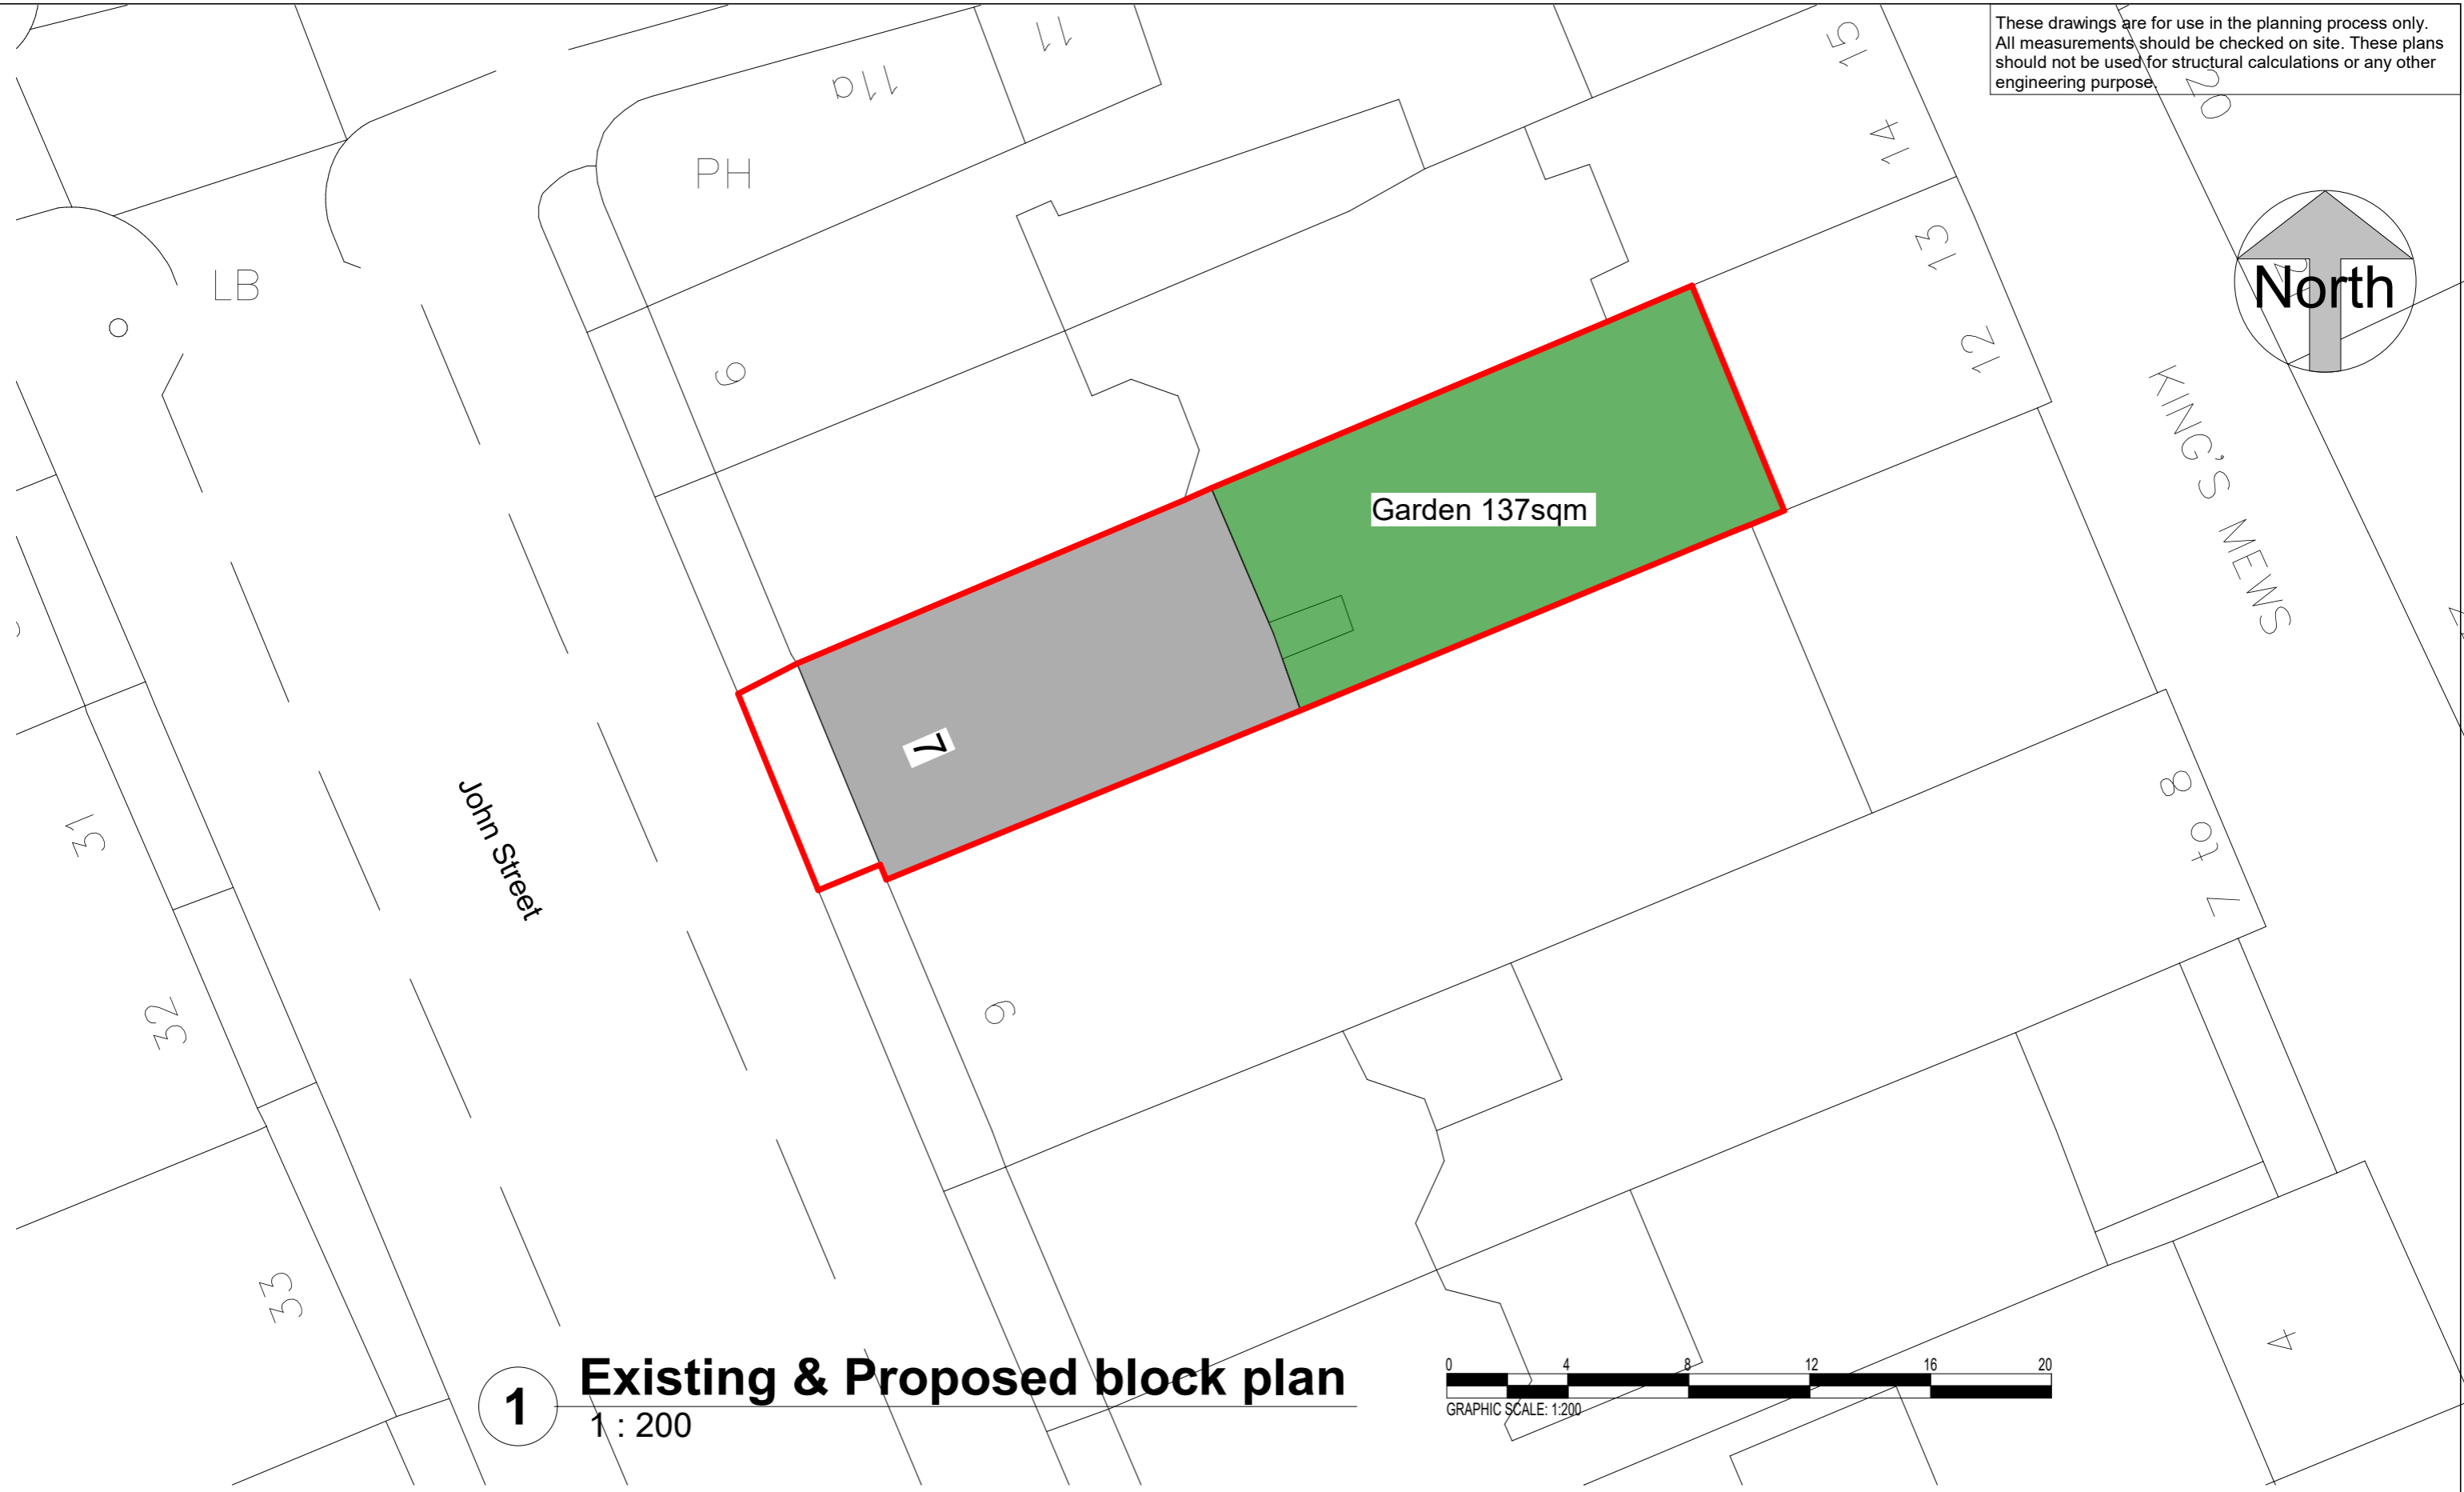 These drawings are for use in the planning process only.
All measurements should be checked on site. These plans
should not be used for structural calculations or any other
engineering purpose.
11
11a
15
20
PH
14
13
North
LB
12
9
KING'S MEWS
Garden 137sqm
7
John Street
31
7 to 8
32
6
33
4
1
Existing & Proposed block plan
1 : 200
0 4 8 12 16 20
GRAPHIC SCALE: 1:200